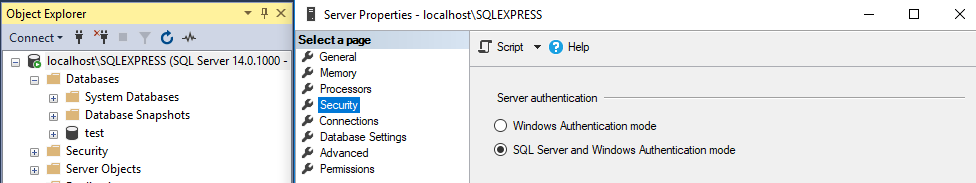 Object Explorer
Connect
localhost\SQLEXPRESS (SQL Server 14.0.1000 -
Databases
System Databases
Database Snapshots
test
Security
Server Objects
Server Properties - localhost\SQLEXPRESS
Select a page
General
Memory
Processors
Security
Connections
Database Settings
Advanced
Permissions
Script
Help
Server authentication
Windows Authentication mode
SQL Server and Windows Authentication mode